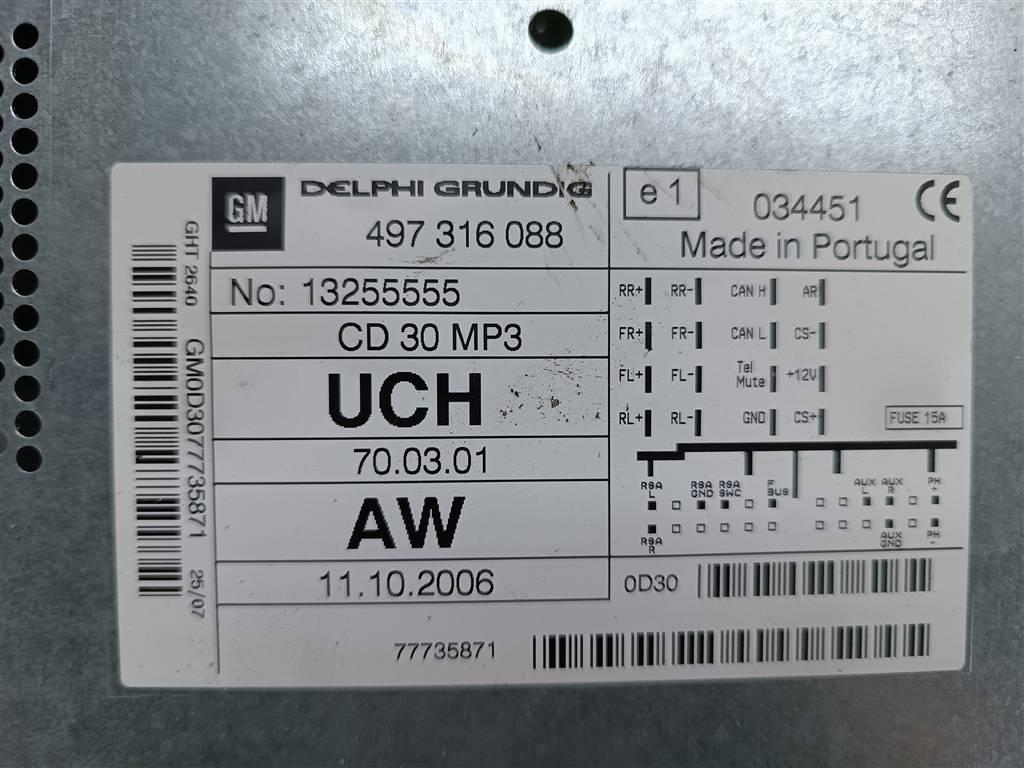 GM
DELPHI GRUNDIG
497 316 088
No: 13255555
CD 30 MP3
UCH
70.03.01
AW
11.10.2006
77735871
GHT 2640 GM0D3077735871 25/07
e1 034451 CE
Made in Portugal
RR+ RR- CAN H AR
FR+ FR- CAN L CS-
FL+ FL- Tel Mute +12V
RL+ RL- GND CS+
FUSE 15A
RSA L RSA GND RSA SWC F BUS AUX L AUX R - PH +
RSA R AUX GND PH -
0D30